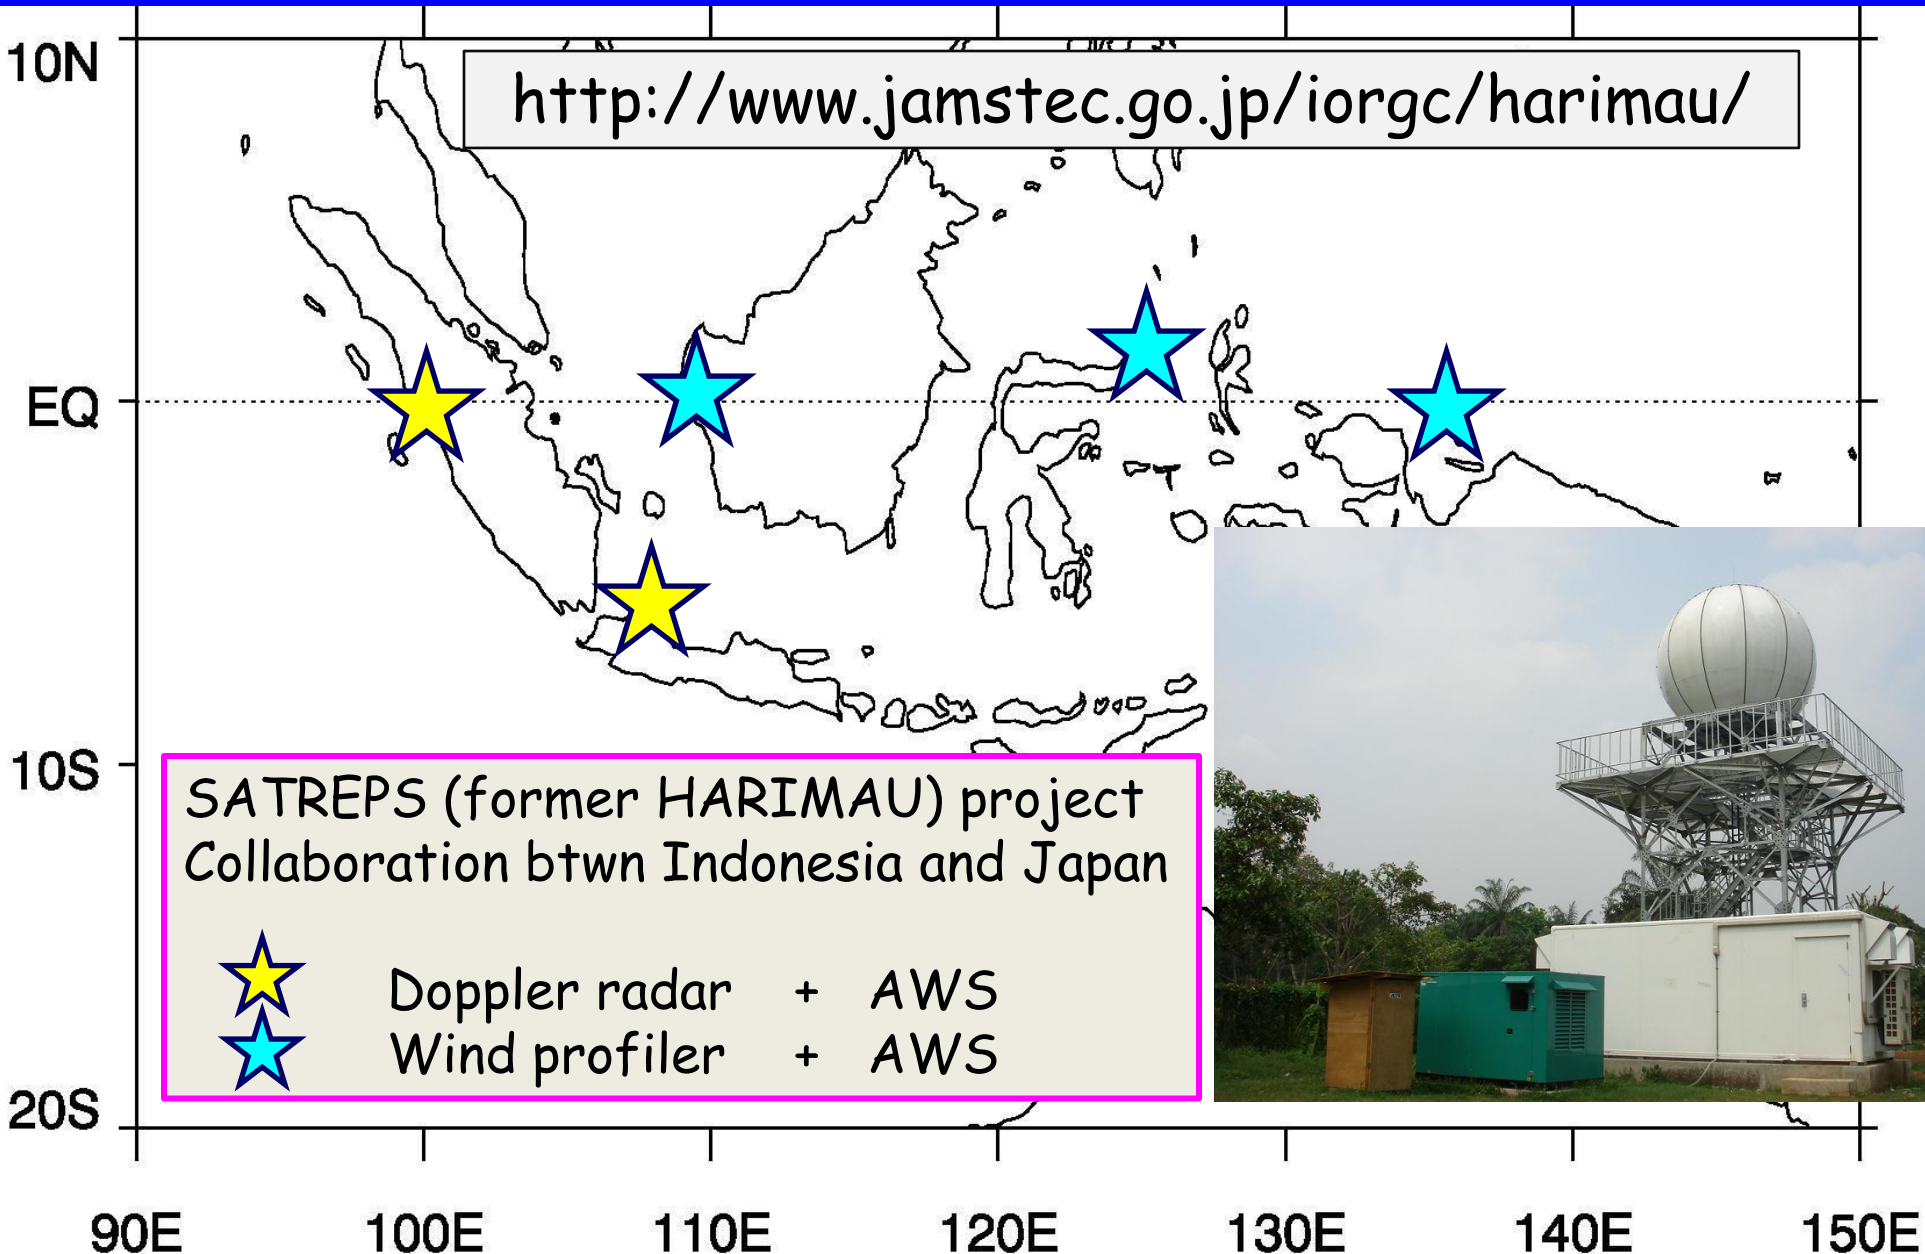 10N
http://www.jamstec.go.jp/iorgc/harimau/
EQ
10S
SATREPS (former HARIMAU) project
Collaboration btwn Indonesia and Japan
Doppler radar + AWS
Wind profiler + AWS
20S
90E 100E 110E 120E 130E 140E 150E